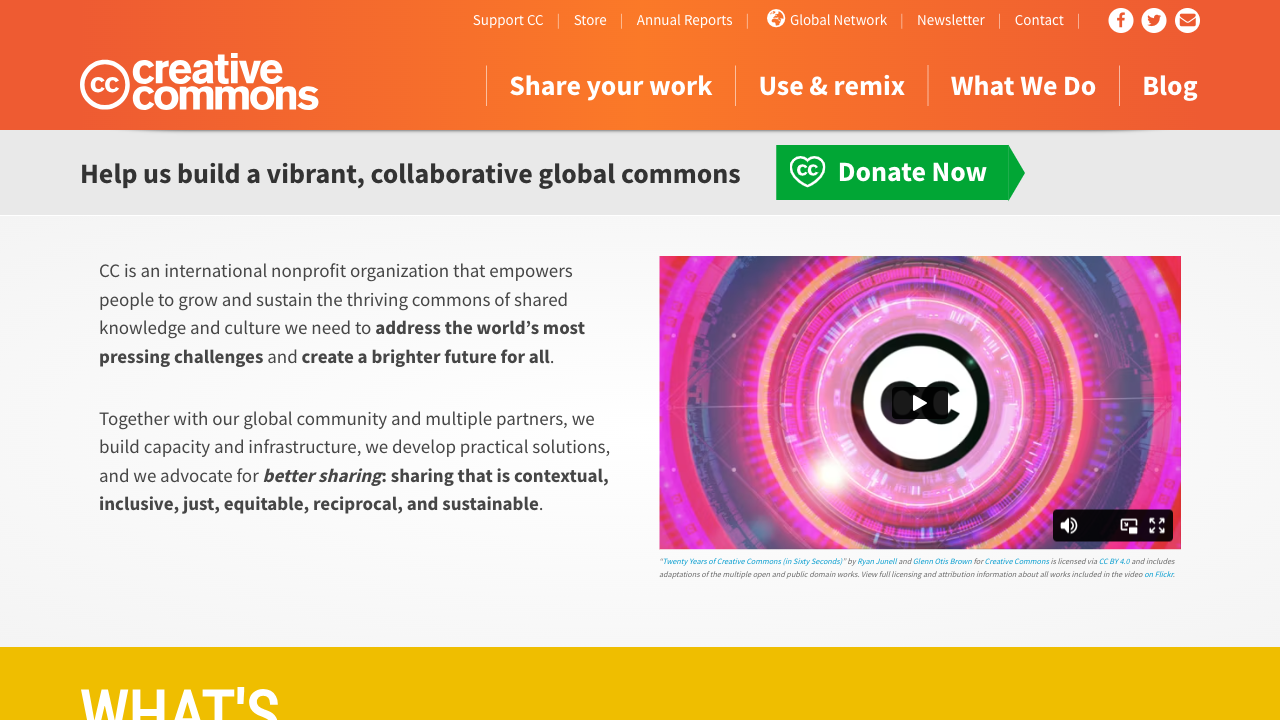 Support CC
Store
Annual Reports
Global Network
Newsletter
Contact
creative
commons
Share your work
Use & remix
What We Do
Blog
Help us build a vibrant, collaborative global commons
Donate Now
CC is an international nonprofit organization that empowers
people to grow and sustain the thriving commons of shared
knowledge and culture we need to address the world’s most
pressing challenges and create a brighter future for all.
Together with our global community and multiple partners, we
build capacity and infrastructure, we develop practical solutions,
and we advocate for better sharing: sharing that is contextual,
inclusive, just, equitable, reciprocal, and sustainable.
cc
"Twenty Years of Creative Commons (in Sixty Seconds)" by Ryan Junell and Glenn Otis Brown for Creative Commons is licensed via CC BY 4.0 and includes
adaptations of the multiple open and public domain works. View full licensing and attribution information about all works included in the video on Flickr.
WHAT'S